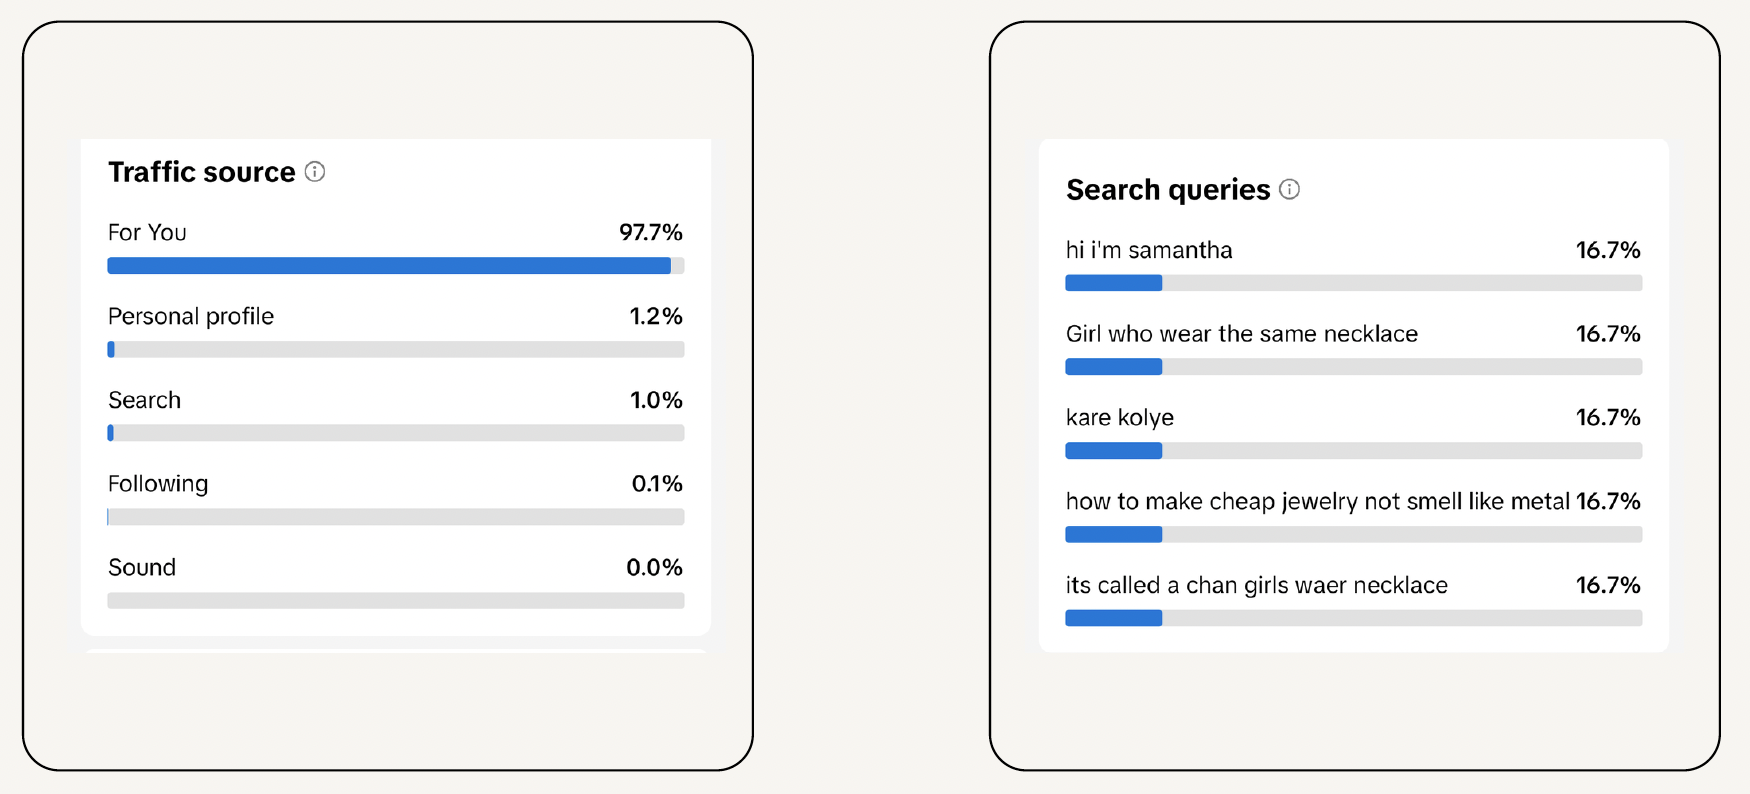 Traffic source
For You 97.7%
Personal profile 1.2%
Search 1.0%
Following 0.1%
Sound 0.0%
Search queries
hi i'm samantha 16.7%
Girl who wear the same necklace 16.7%
kare kolye 16.7%
how to make cheap jewelry not smell like metal 16.7%
its called a chan girls waer necklace 16.7%